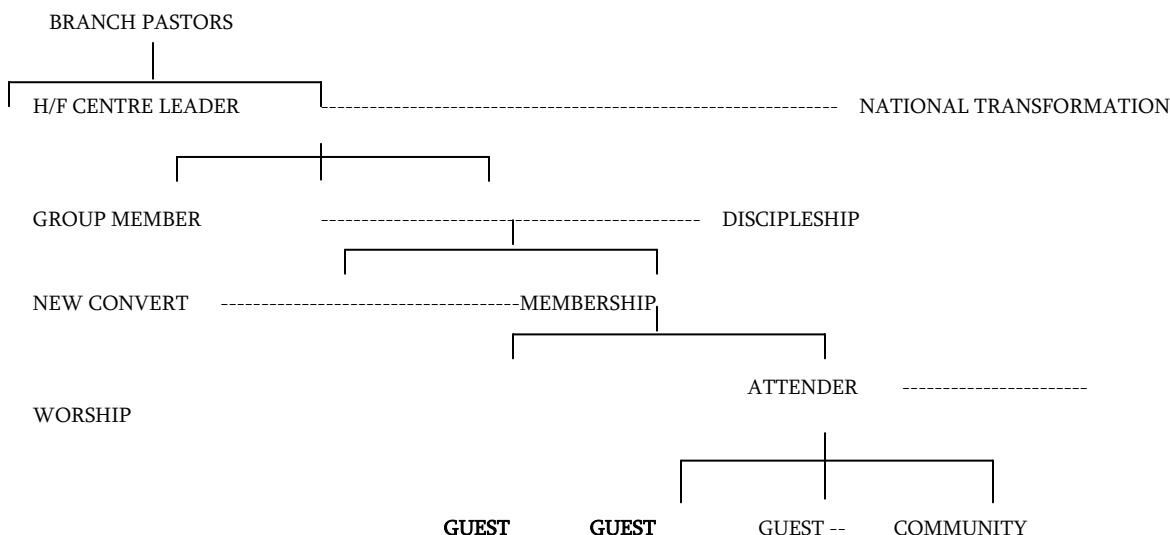 BRANCH PASTORS
H/F CENTRE LEADER ---------------------------------------------------------------- NATIONAL TRANSFORMATION
GROUP MEMBER ----------------------------------------------- DISCIPLESHIP
NEW CONVERT -------------------------------------MEMBERSHIP
ATTENDER -----------------------
WORSHIP
GUEST GUEST GUEST -- COMMUNITY